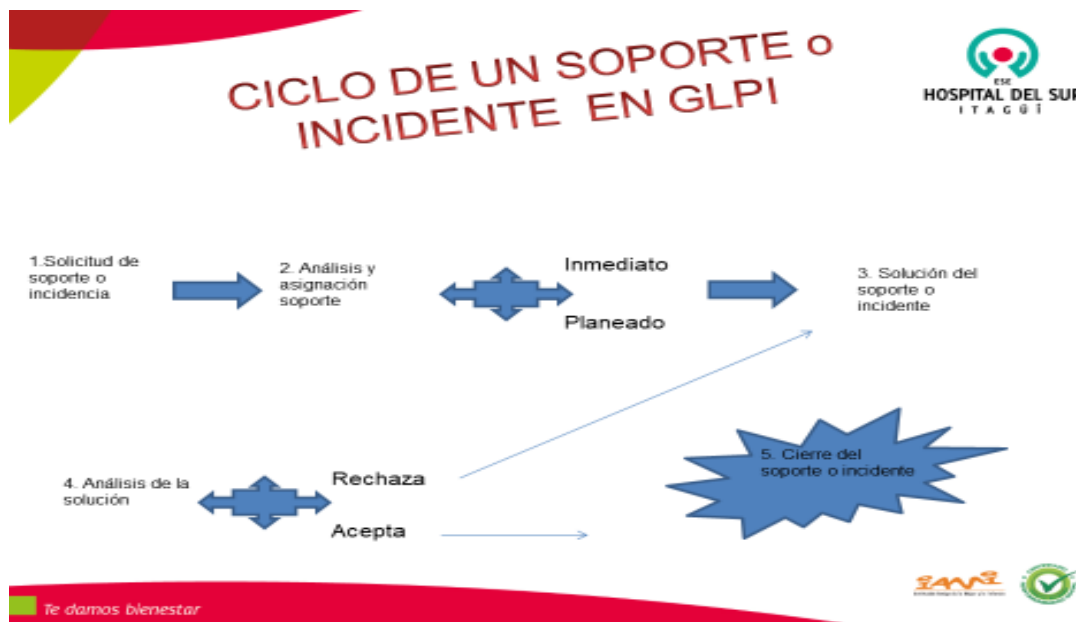 CICLO DE UN SOPORTE o
INCIDENTE EN GLPI
ESE
HOSPITAL DEL SUR
ITAGÜÍ
1.Solicitud de
soporte o
incidencia
2. Análisis y
asignación
soporte
Inmediato
Planeado
3. Solución del
soporte o
incidente
4. Análisis de la
solución
Rechaza
Acepta
5. Cierre del
soporte o incidente
Te damos bienestar
iami